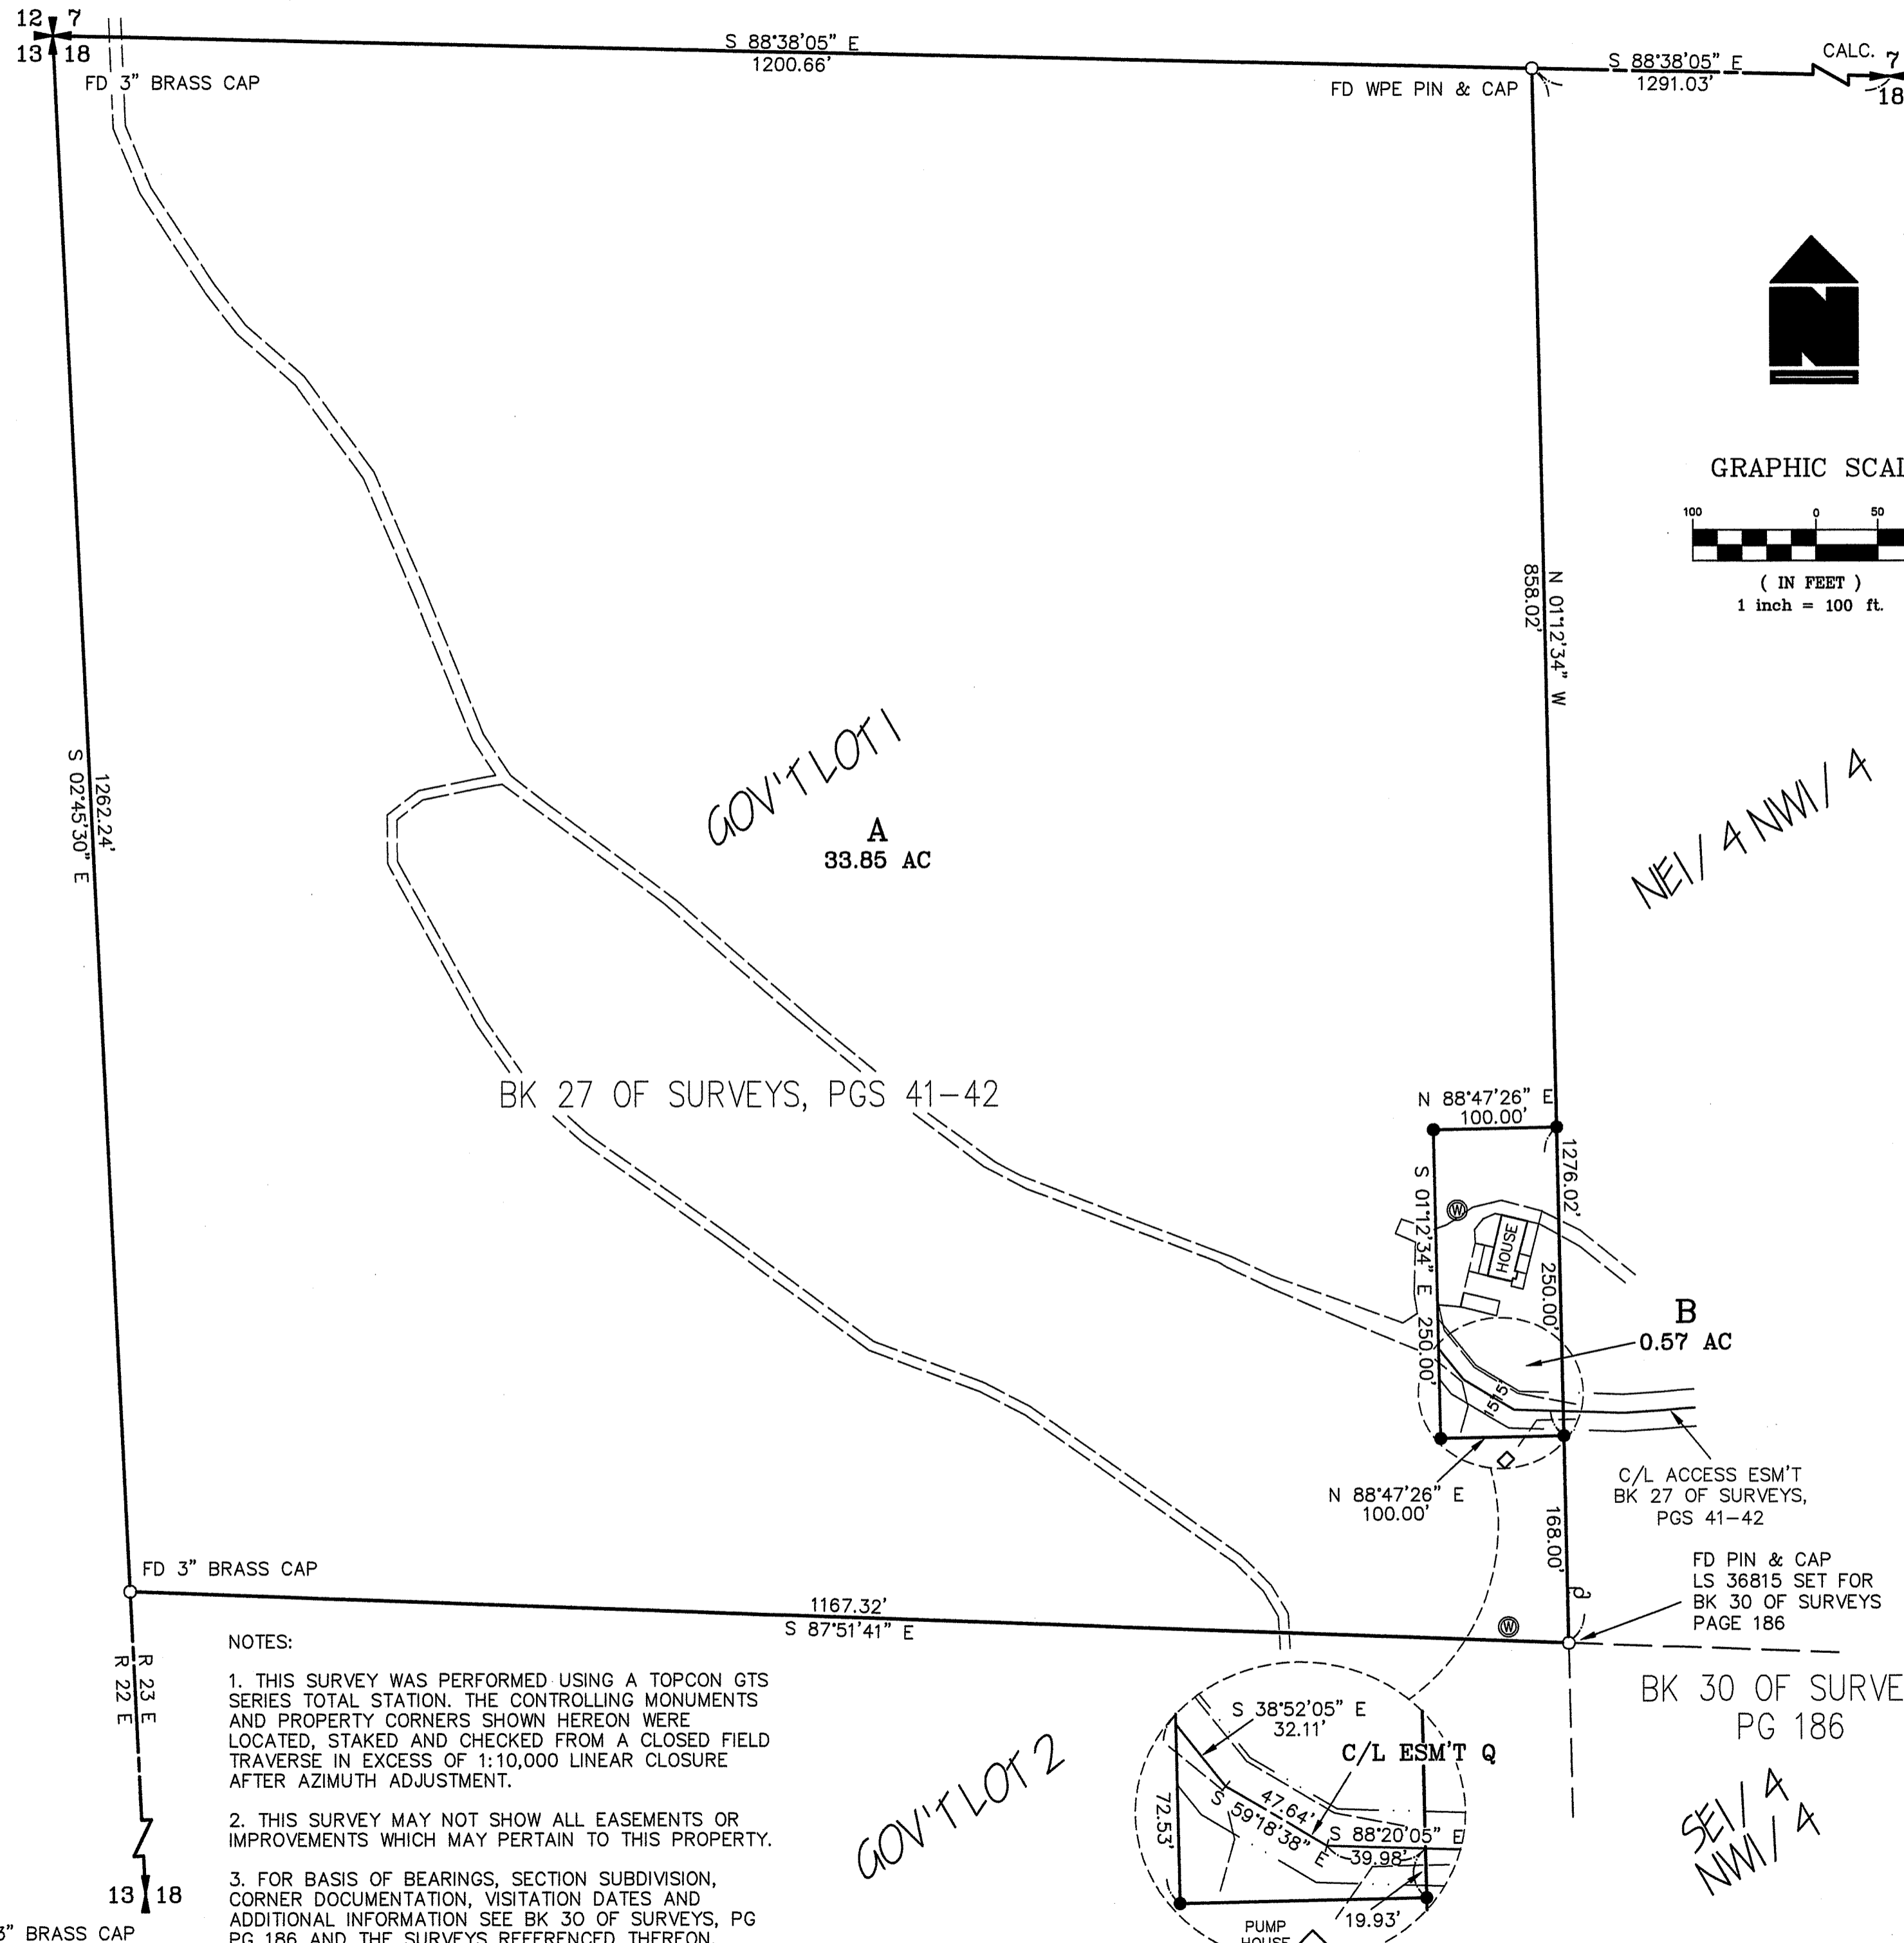 12 7
13 18
FD 3" BRASS CAP
S 88°38'05" E
1200.66'
FD WPE PIN & CAP
S 88°38'05" E
1291.03'
CALC.
7
18
N
GRAPHIC SCAL
100 0 50
( IN FEET )
1 inch = 100 ft.
N 01°12'34" W
858.02'
1262.24'
S 02°45'30" E
GOV'T LOT 1
A
33.85 AC
NE1/4 NW1/4
BK 27 OF SURVEYS, PGS 41-42
N 88°47'26" E
100.00'
1276.02'
S 01°12'34" E 250.00'
W
HOUSE
250.00'
B
0.57 AC
15' 15'
N 88°47'26" E
100.00'
C/L ACCESS ESM'T
BK 27 OF SURVEYS,
PGS 41-42
168.00'
FD PIN & CAP
LS 36815 SET FOR
BK 30 OF SURVEYS
PAGE 186
FD 3" BRASS CAP
1167.32'
S 87°51'41" E
W
R 23 E
R 22 E
BK 30 OF SURVE
PG 186
NOTES:
1. THIS SURVEY WAS PERFORMED USING A TOPCON GTS
SERIES TOTAL STATION. THE CONTROLLING MONUMENTS
AND PROPERTY CORNERS SHOWN HEREON WERE
LOCATED, STAKED AND CHECKED FROM A CLOSED FIELD
TRAVERSE IN EXCESS OF 1:10,000 LINEAR CLOSURE
AFTER AZIMUTH ADJUSTMENT.
2. THIS SURVEY MAY NOT SHOW ALL EASEMENTS OR
IMPROVEMENTS WHICH MAY PERTAIN TO THIS PROPERTY.
3. FOR BASIS OF BEARINGS, SECTION SUBDIVISION,
CORNER DOCUMENTATION, VISITATION DATES AND
ADDITIONAL INFORMATION SEE BK 30 OF SURVEYS, PG
PG 186 AND THE SURVEYS REFERENCED THEREON.
13 18
3" BRASS CAP
GOV'T LOT 2
S 38°52'05" E
32.11'
C/L ESM'T Q
72.53'
47.64'
S 59°18'38" E
S 88°20'05" E
39.98'
19.93'
PUMP
HOUSE
SE1/4
NW1/4